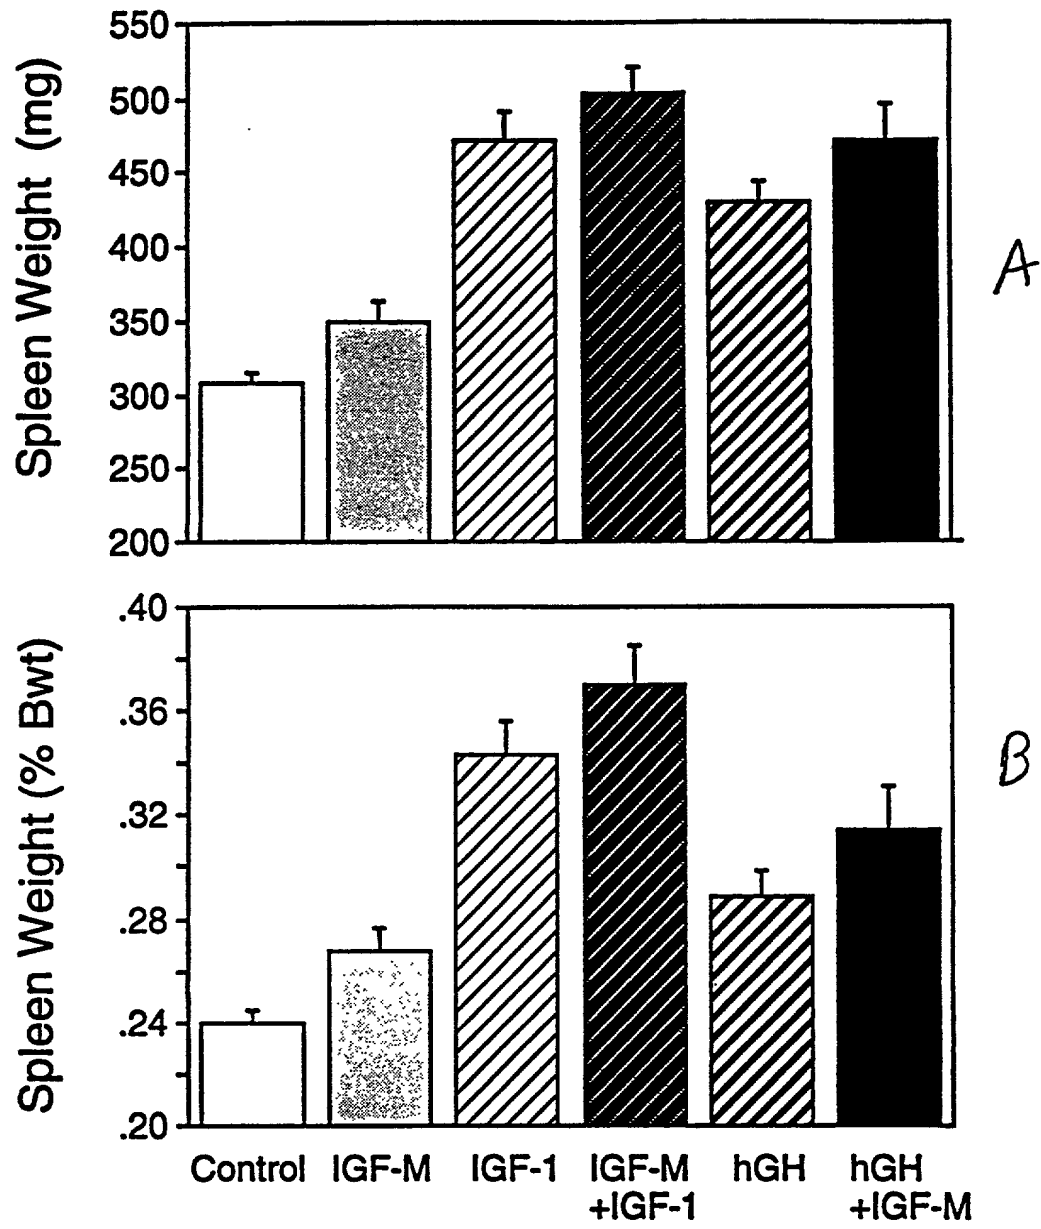 Spleen Weight (mg)
550
500
450
400
350
300
250
200
A
Spleen Weight (% Bwt)
.40
.36
.32
.28
.24
.20
B
Control IGF-M IGF-1 IGF-M hGH hGH
+IGF-1 +IGF-M